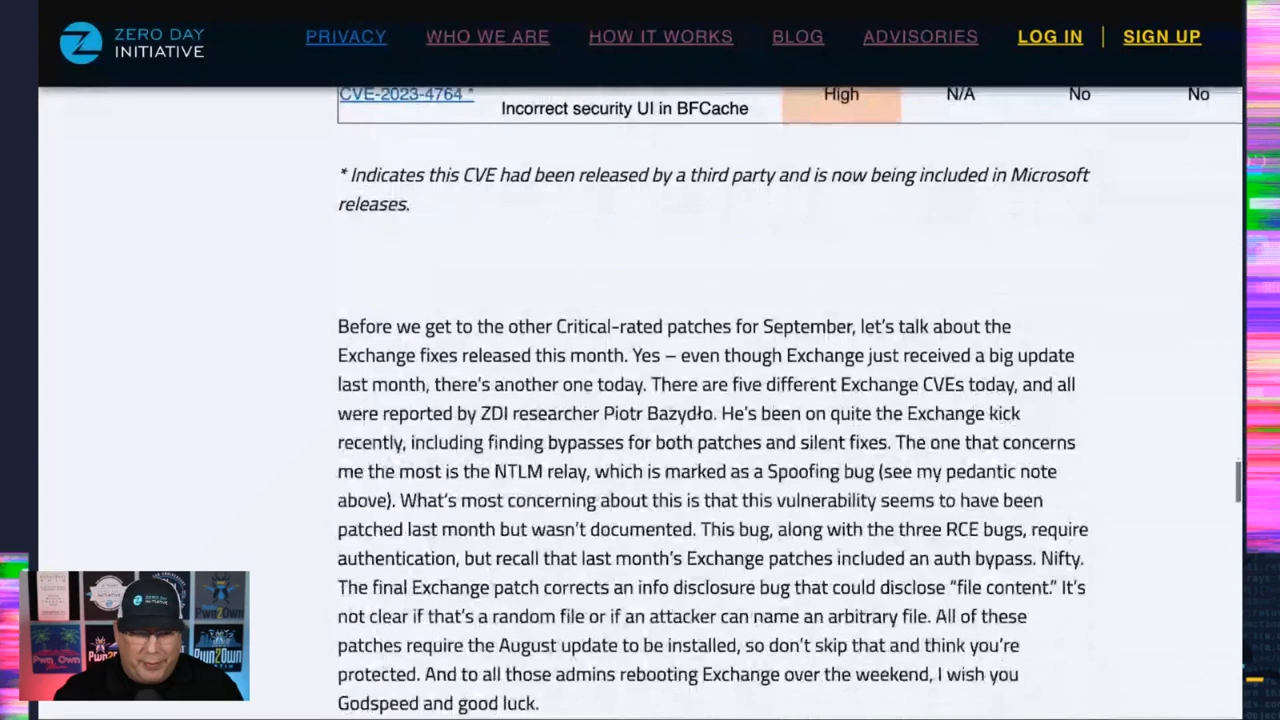 ZERO DAY
INITIATIVE
PRIVACY
WHO WE ARE
HOW IT WORKS
BLOG
ADVISORIES
LOG IN
SIGN UP
CVE-2023-4764 *
Incorrect security UI in BFCache
High
N/A
No
No
* Indicates this CVE had been released by a third party and is now being included in Microsoft
releases.
Before we get to the other Critical-rated patches for September, let's talk about the
Exchange fixes released this month. Yes – even though Exchange just received a big update
last month, there's another one today. There are five different Exchange CVEs today, and all
were reported by ZDI researcher Piotr Bazydło. He's been on quite the Exchange kick
recently, including finding bypasses for both patches and silent fixes. The one that concerns
me the most is the NTLM relay, which is marked as a Spoofing bug (see my pedantic note
above). What's most concerning about this is that this vulnerability seems to have been
patched last month but wasn't documented. This bug, along with the three RCE bugs, require
authentication, but recall that last month's Exchange patches included an auth bypass. Nifty.
The final Exchange patch corrects an info disclosure bug that could disclose “file content.” It's
not clear if that's a random file or if an attacker can name an arbitrary file. All of these
patches require the August update to be installed, so don't skip that and think you're
protected. And to all those admins rebooting Exchange over the weekend, I wish you
Godspeed and good luck.
ZERO DAY
INITIATIVE
Pwn2Own
Pwn Own
Pwn2Own